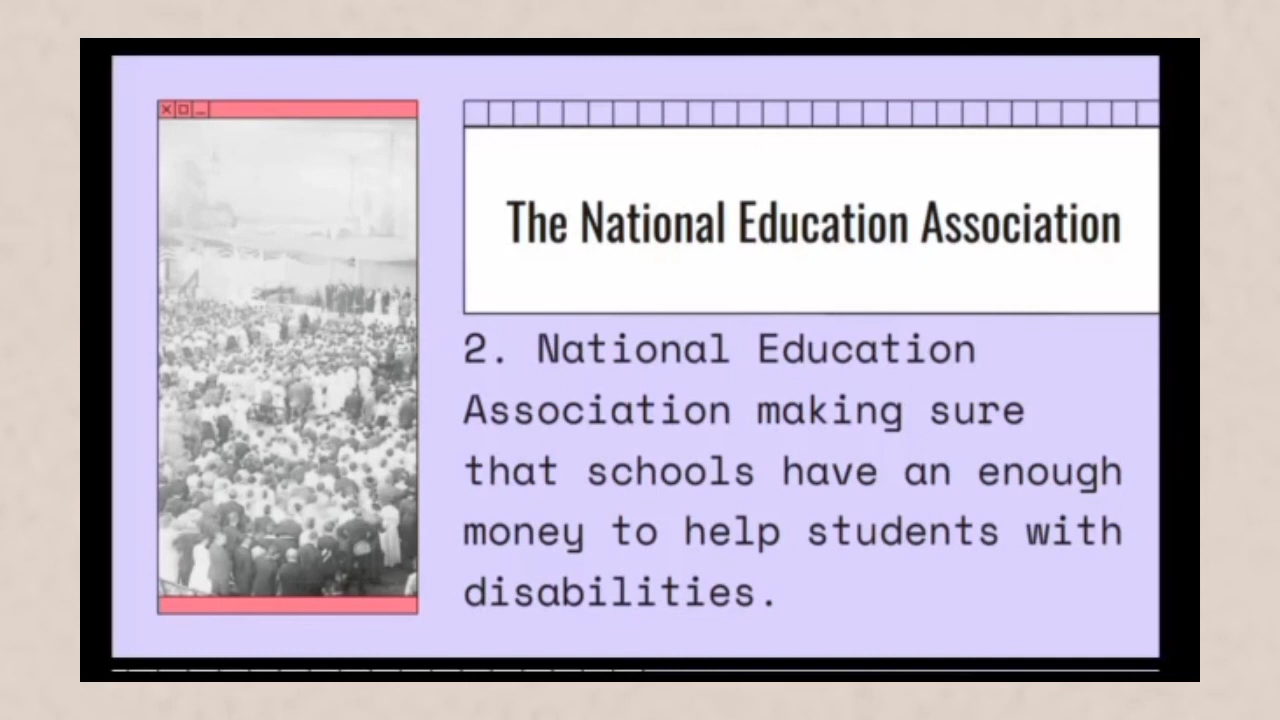 The National Education Association
2. National Education
Association making sure
that schools have an enough
money to help students with
disabilities.